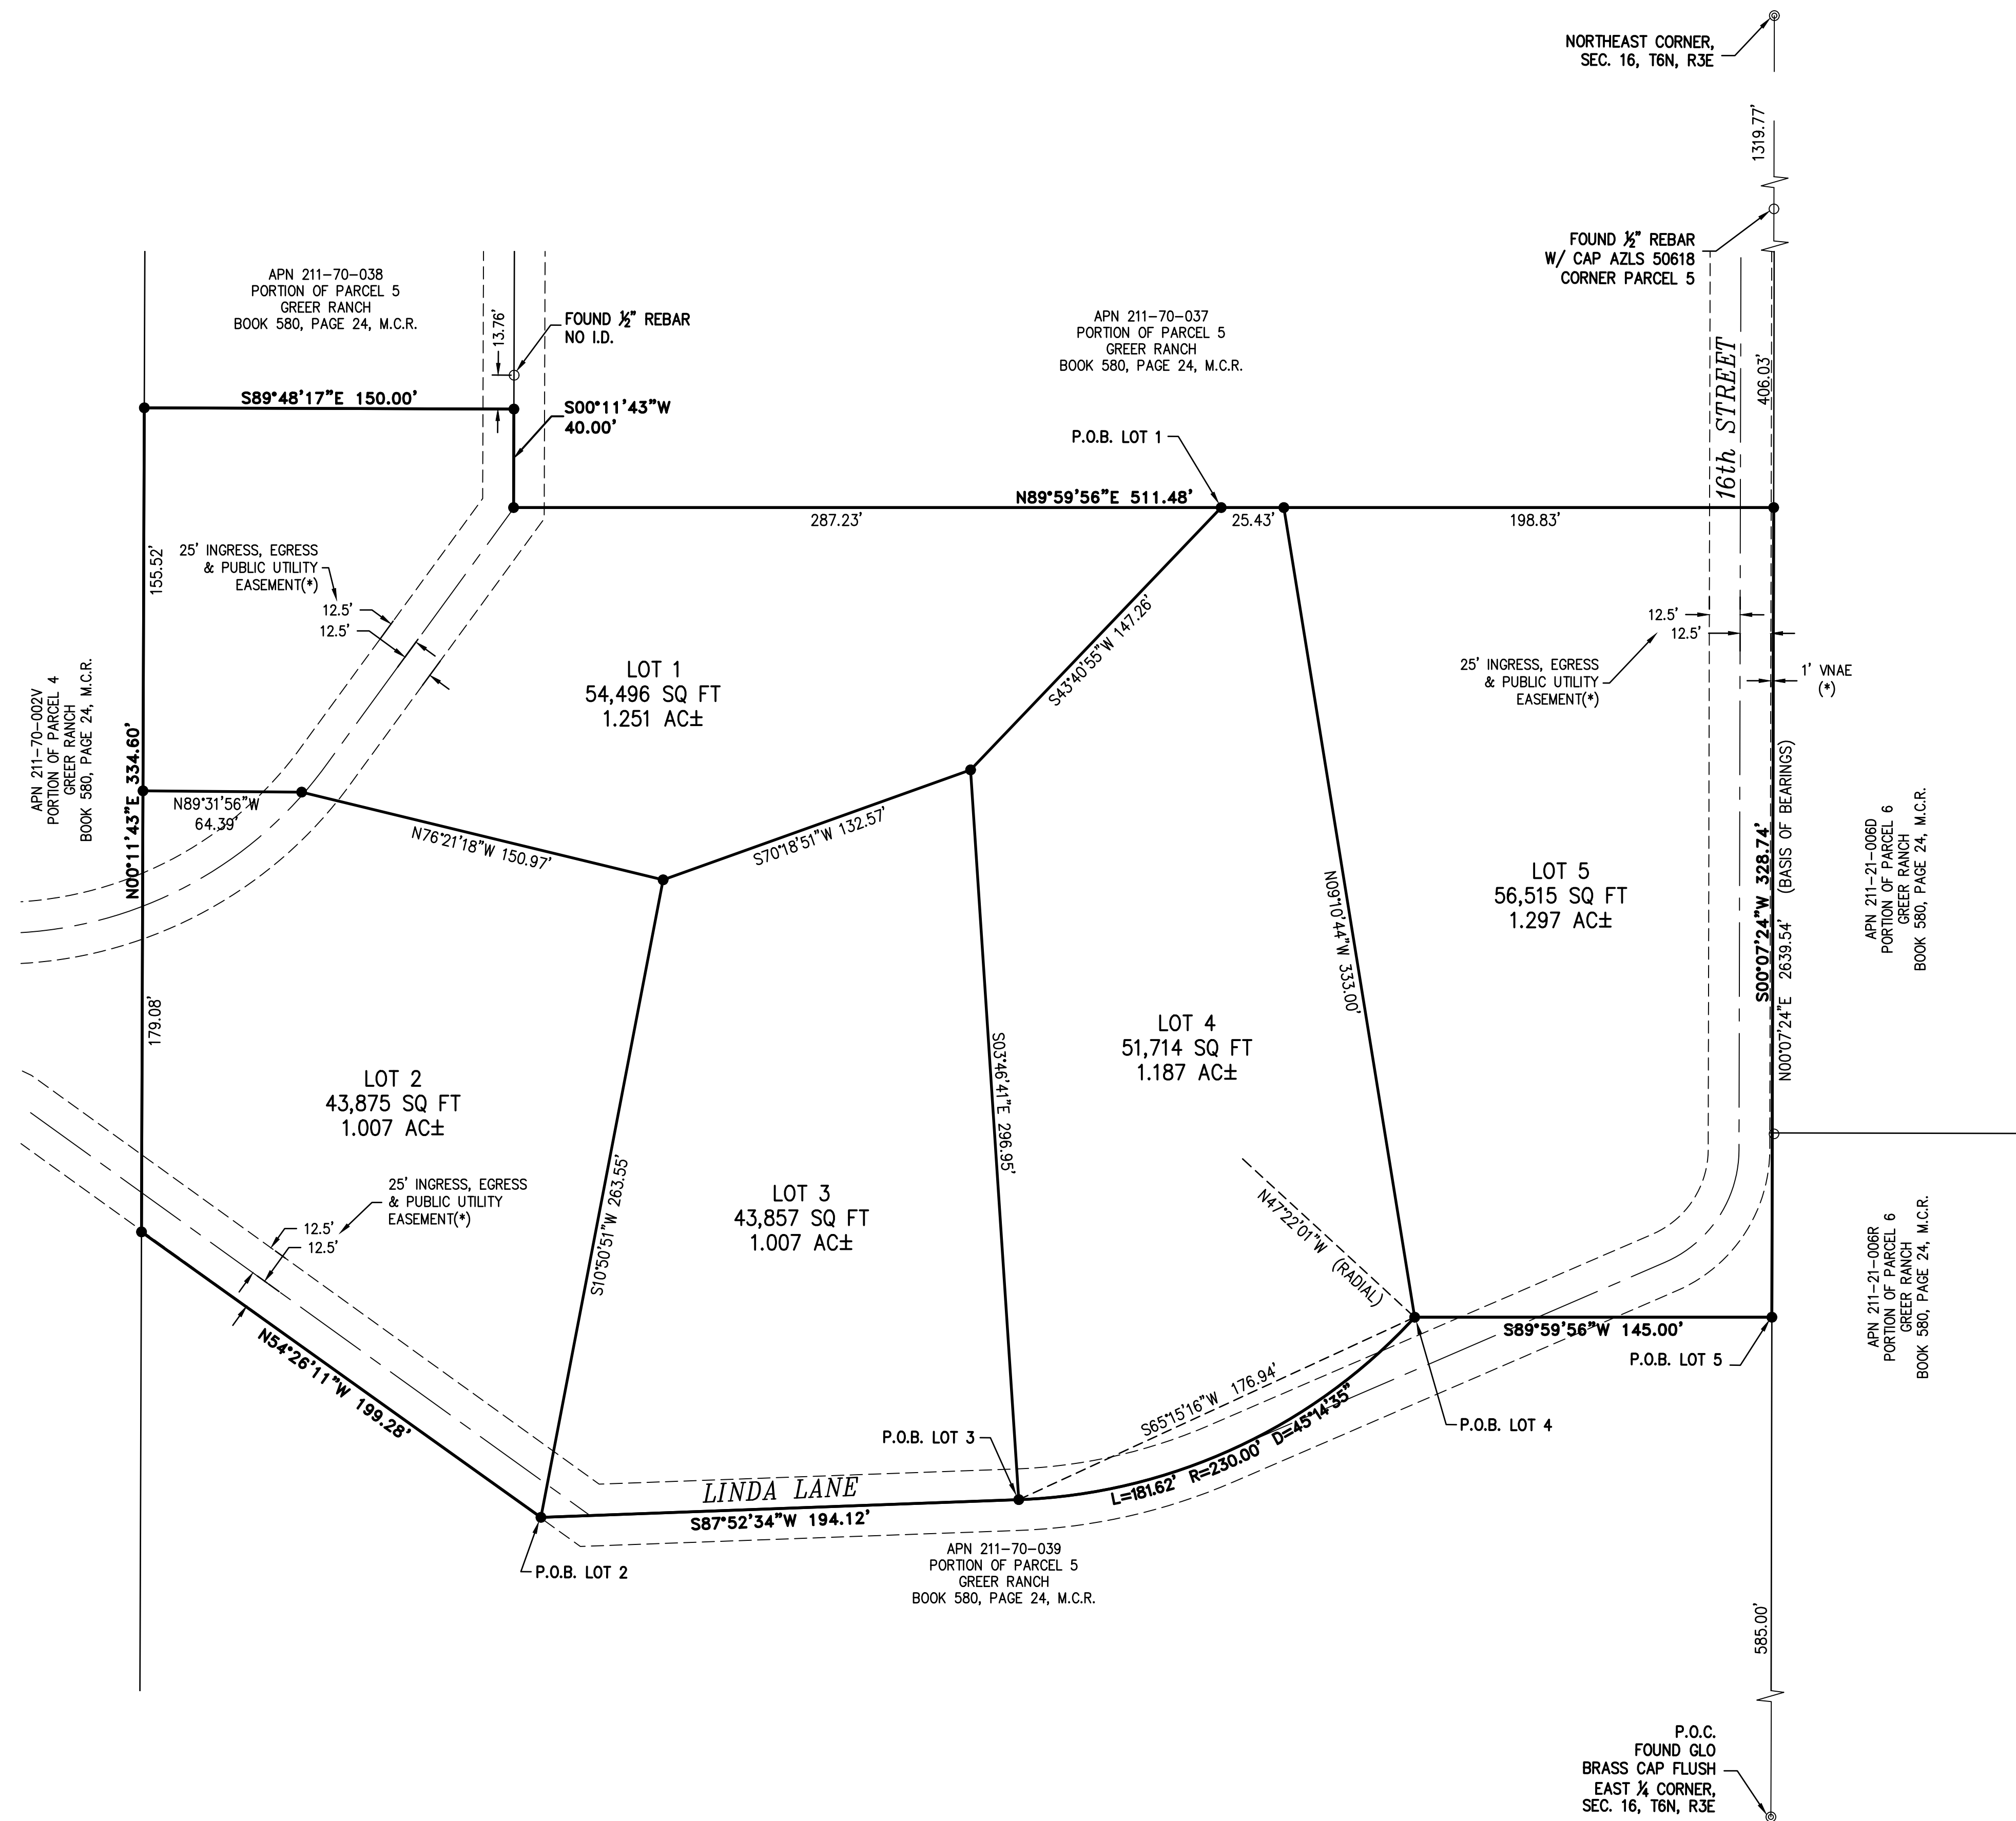 NORTHEAST CORNER,
SEC. 16, T6N, R3E
1319.77'
FOUND ½" REBAR
W/ CAP AZLS 50618
CORNER PARCEL 5
APN 211-70-038
PORTION OF PARCEL 5
GREER RANCH
BOOK 580, PAGE 24, M.C.R.
13.76'
FOUND ½" REBAR
NO I.D.
APN 211-70-037
PORTION OF PARCEL 5
GREER RANCH
BOOK 580, PAGE 24, M.C.R.
16th STREET
406.03'
S89°48'17"E 150.00'
S00°11'43"W
40.00'
P.O.B. LOT 1
N89°59'56"E 511.48'
287.23'
25.43'
198.83'
155.52'
25' INGRESS, EGRESS
& PUBLIC UTILITY
EASEMENT(*)
12.5'
12.5'
LOT 1
54,496 SQ FT
1.251 AC±
S43°40'55"W 147.26'
12.5'
12.5'
25' INGRESS, EGRESS
& PUBLIC UTILITY
EASEMENT(*)
1' VNAE
(*)
APN 211-70-002V
PORTION OF PARCEL 4
GREER RANCH
BOOK 580, PAGE 24, M.C.R.
N00°11'43"E 334.60'
N89°31'56"W
64.39'
N76°21'18"W 150.97'
S70°18'51"W 132.57'
N09°10'44"W 333.00'
LOT 5
56,515 SQ FT
1.297 AC±
S00°07'24"W 328.74'
N00°07'24"E 2639.54' (BASIS OF BEARINGS)
APN 211-21-006D
PORTION OF PARCEL 6
GREER RANCH
BOOK 580, PAGE 24, M.C.R.
179.08'
LOT 2
43,875 SQ FT
1.007 AC±
LOT 4
51,714 SQ FT
1.187 AC±
S03°46'41"E 296.95'
25' INGRESS, EGRESS
& PUBLIC UTILITY
EASEMENT(*)
12.5'
12.5'
S10°50'51"W 263.55'
LOT 3
43,857 SQ FT
1.007 AC±
N47°22'01"W (RADIAL)
APN 211-21-006R
PORTION OF PARCEL 6
GREER RANCH
BOOK 580, PAGE 24, M.C.R.
N54°26'11"W 199.28'
S89°59'56"W 145.00'
P.O.B. LOT 5
S65°15'16"W 176.94'
P.O.B. LOT 4
P.O.B. LOT 3
L=181.62' R=230.00' D=45°14'35"
LINDA LANE
S87°52'34"W 194.12'
P.O.B. LOT 2
APN 211-70-039
PORTION OF PARCEL 5
GREER RANCH
BOOK 580, PAGE 24, M.C.R.
585.00'
P.O.C.
FOUND GLO
BRASS CAP FLUSH
EAST ¼ CORNER,
SEC. 16, T6N, R3E